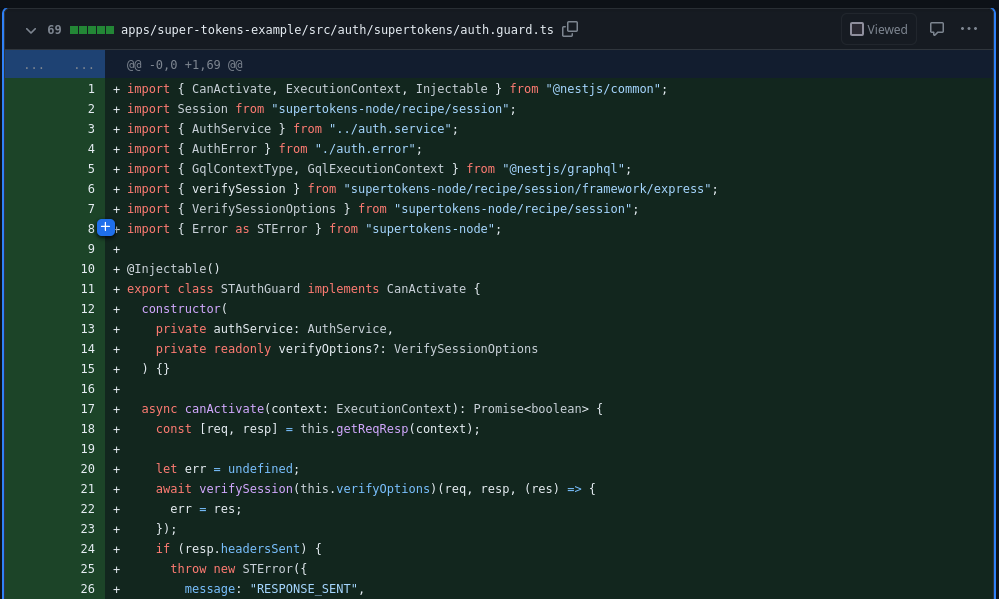 69 apps/super-tokens-example/src/auth/supertokens/auth.guard.ts Viewed
... ... @@ -0,0 +1,69 @@
1 + import { CanActivate, ExecutionContext, Injectable } from "@nestjs/common";
2 + import Session from "supertokens-node/recipe/session";
3 + import { AuthService } from "../auth.service";
4 + import { AuthError } from "./auth.error";
5 + import { GqlContextType, GqlExecutionContext } from "@nestjs/graphql";
6 + import { verifySession } from "supertokens-node/recipe/session/framework/express";
7 + import { VerifySessionOptions } from "supertokens-node/recipe/session";
8 + import { Error as STError } from "supertokens-node";
9 +
10 + @Injectable()
11 + export class STAuthGuard implements CanActivate {
12 +   constructor(
13 +     private authService: AuthService,
14 +     private readonly verifyOptions?: VerifySessionOptions
15 +   ) {}
16 +
17 +   async canActivate(context: ExecutionContext): Promise<boolean> {
18 +     const [req, resp] = this.getReqResp(context);
19 +
20 +     let err = undefined;
21 +     await verifySession(this.verifyOptions)(req, resp, (res) => {
22 +       err = res;
23 +     });
24 +     if (resp.headersSent) {
25 +       throw new STError({
26 +         message: "RESPONSE_SENT",